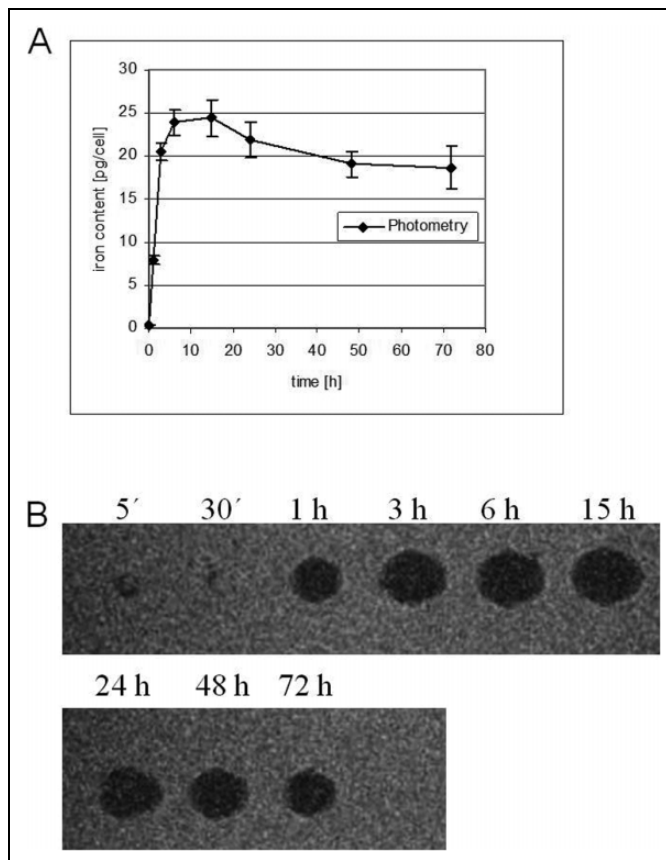 A
30
25
20
15
10
5
0
iron content [pg/cell]
Photometry
0 10 20 30 40 50 60 70 80
time [h]
B
5´ 30´ 1 h 3 h 6 h 15 h
24 h 48 h 72 h